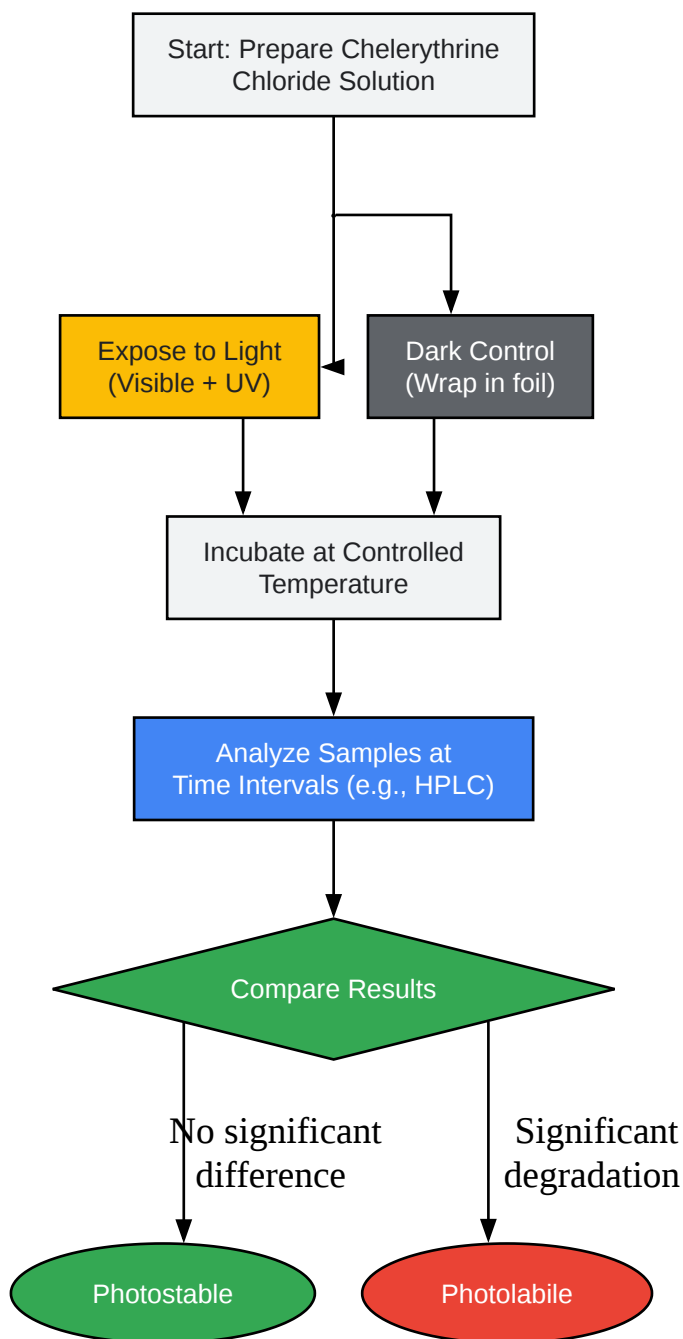 Start: Prepare Chelerythrine
Chloride Solution
Expose to Light
(Visible + UV)
Dark Control
(Wrap in foil)
Incubate at Controlled
Temperature
Analyze Samples at
Time Intervals (e.g., HPLC)
Compare Results
No significant
difference
Significant
degradation
Photostable
Photolabile